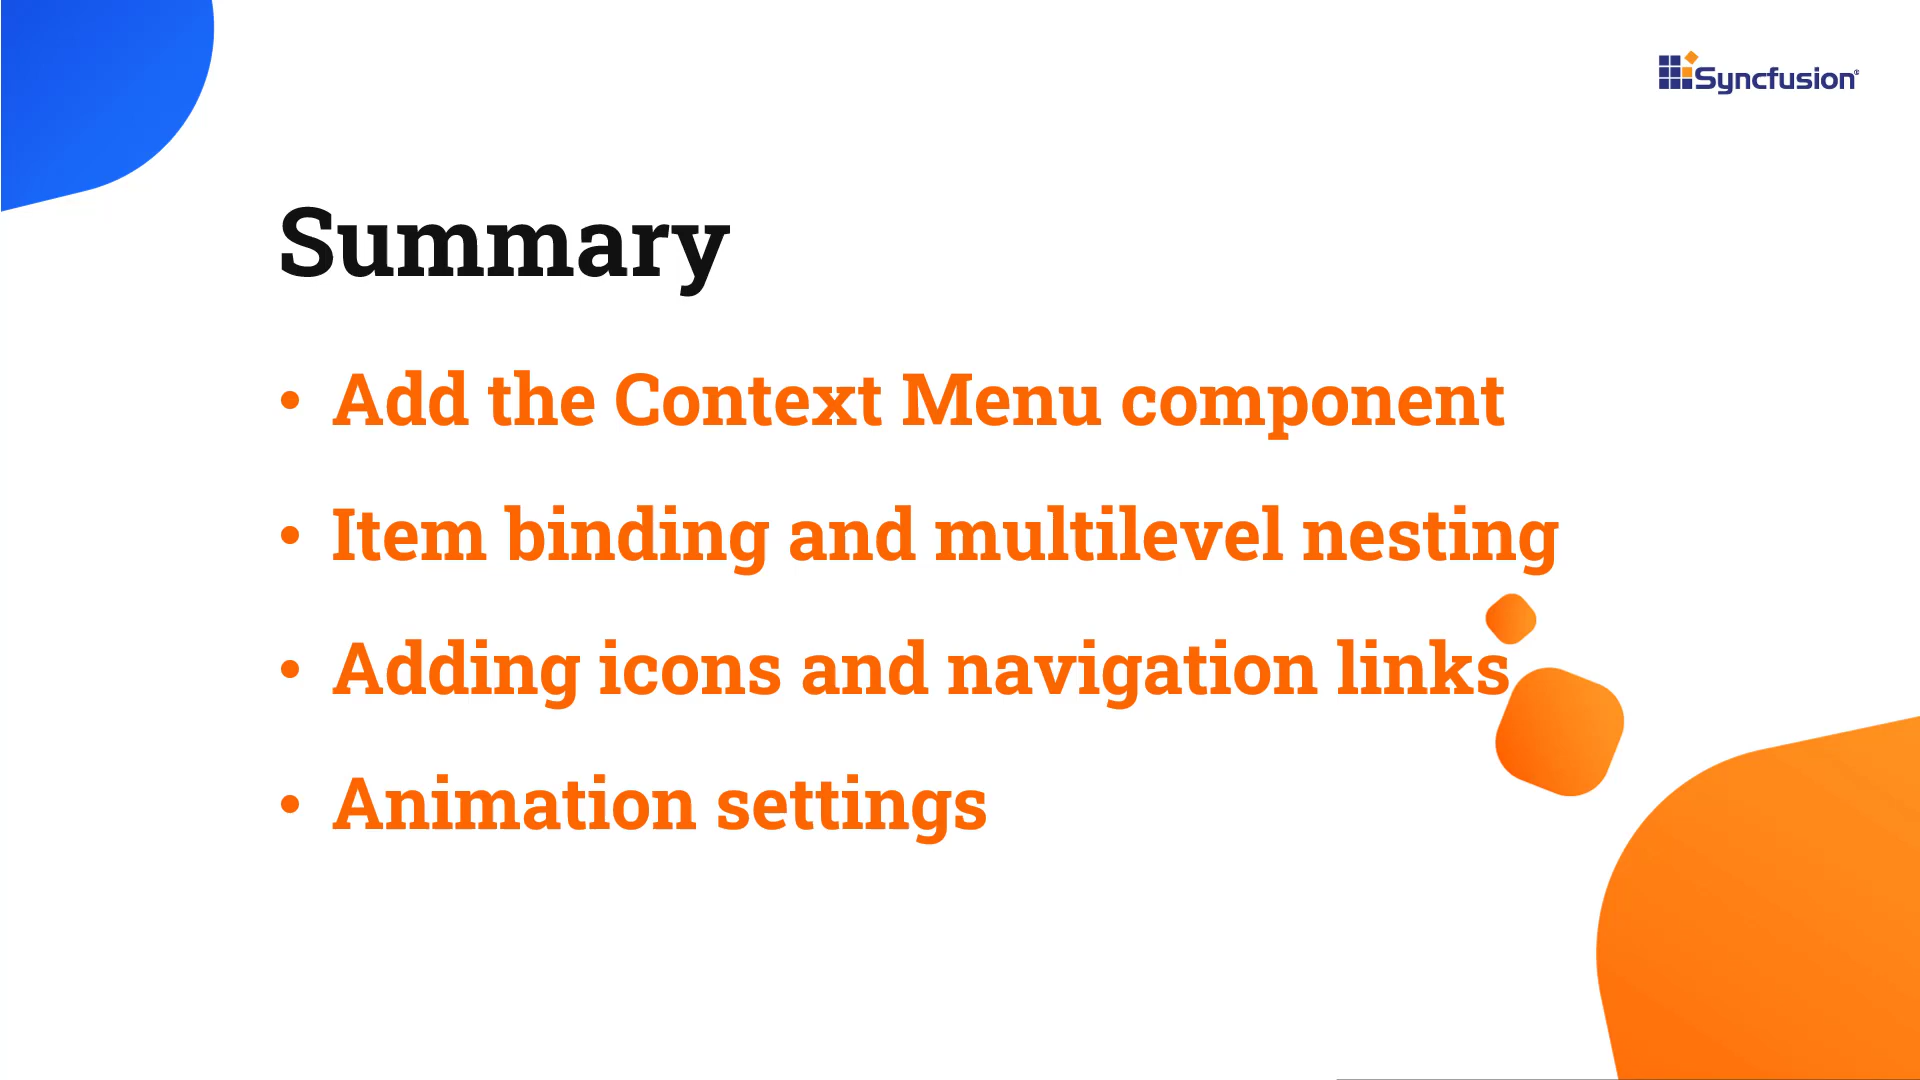 Syncfusion®
Summary
• Add the Context Menu component
• Item binding and multilevel nesting
• Adding icons and navigation links
• Animation settings